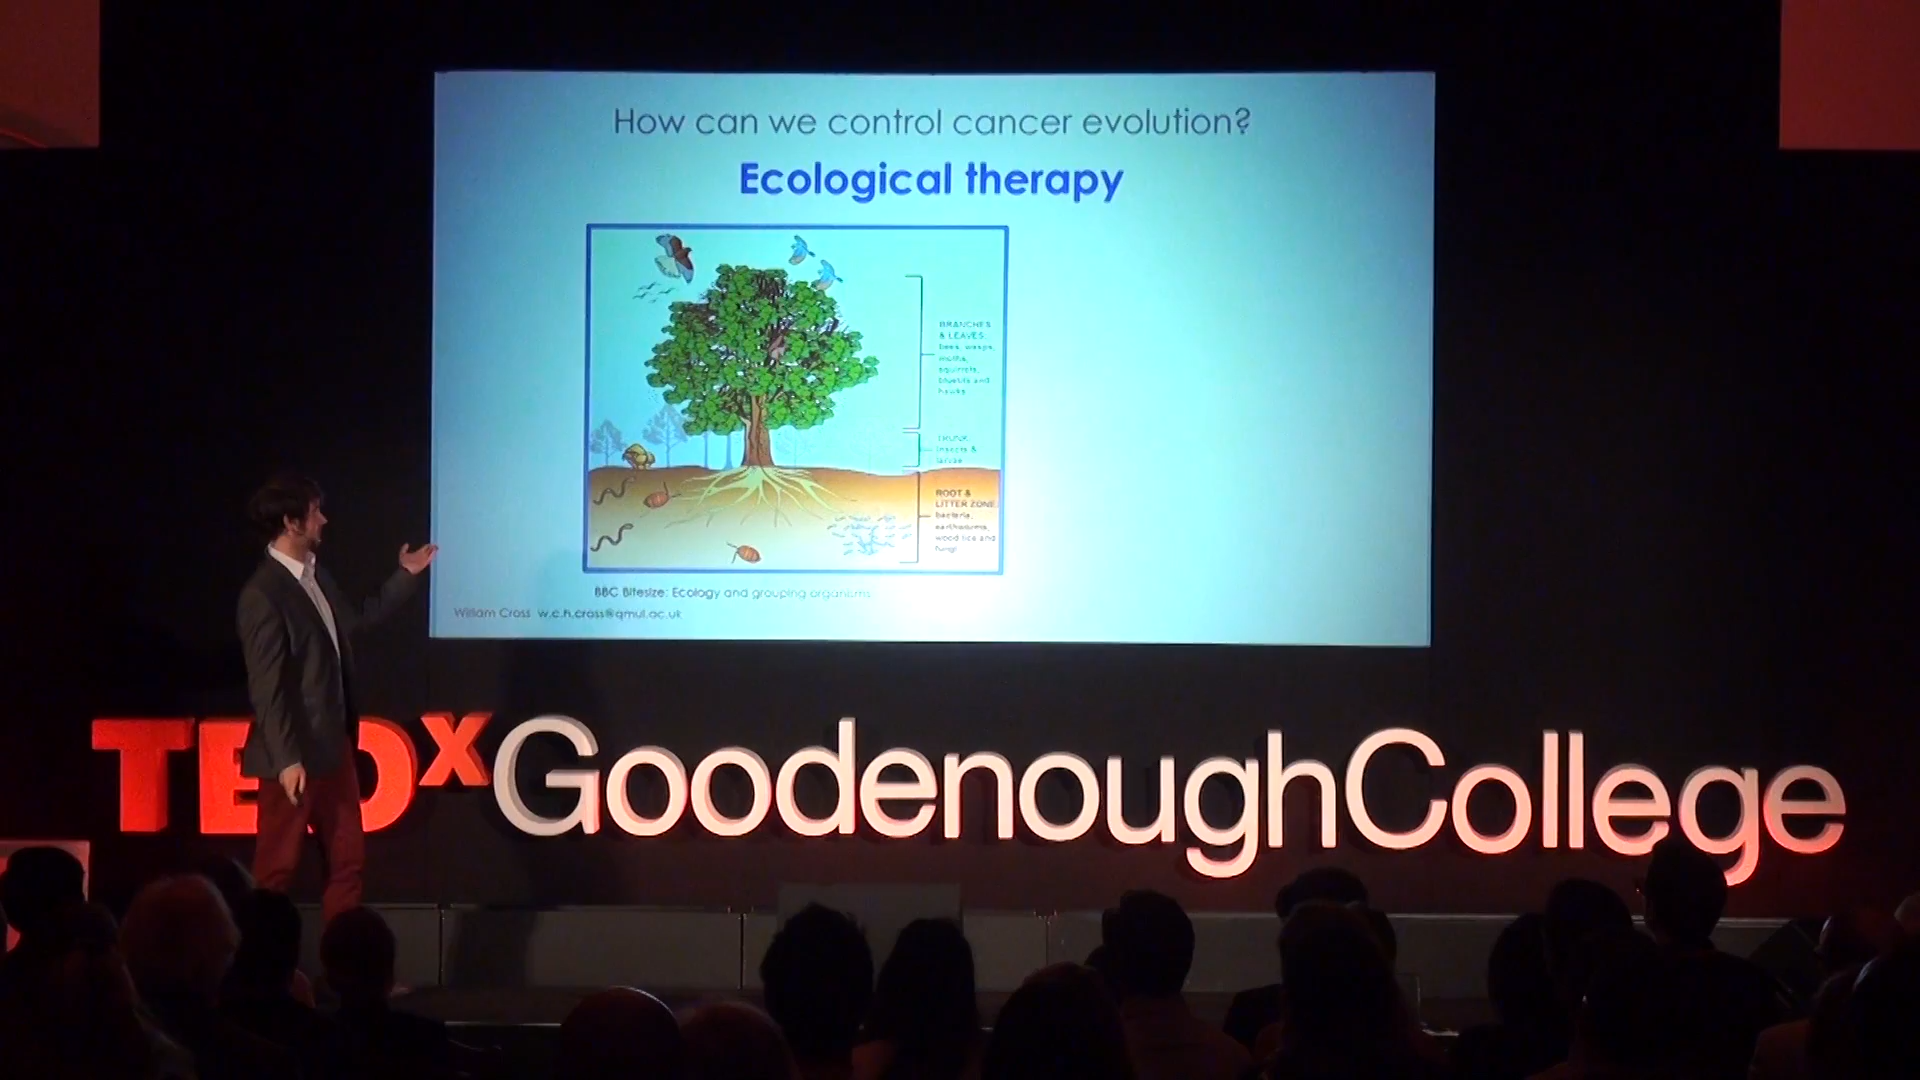 How can we control cancer evolution?
Ecological therapy
BRANCHES
& LEAVES
bees, wasps,
moths,
squirrels,
bluetits and
hawks
TRUNK
insects &
larvae
ROOT &
LITTER ZONE
bacteria,
earthworms,
wood lice and
fungi
BBC Bitesize: Ecology and grouping organisms
William Cross w.c.h.cross@qmul.ac.uk
TEDxGoodenoughCollege